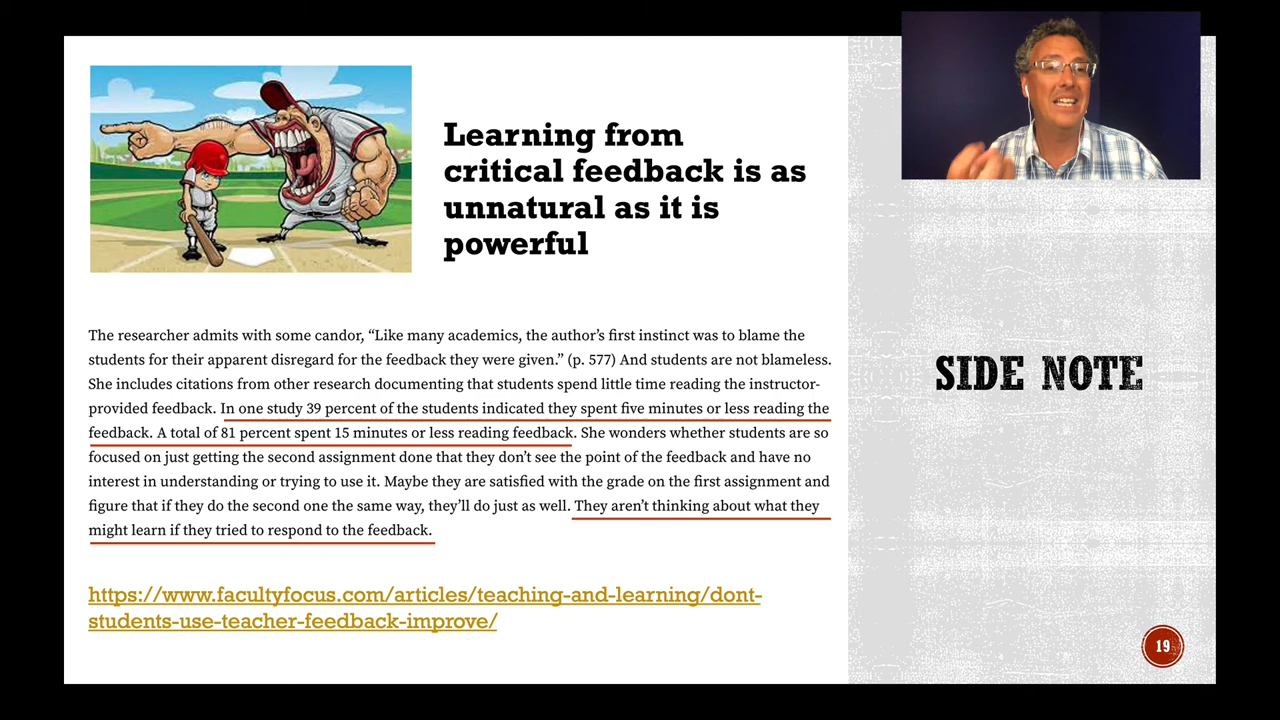 Learning from
critical feedback is as
unnatural as it is
powerful
The researcher admits with some candor, “Like many academics, the author’s first instinct was to blame the
students for their apparent disregard for the feedback they were given.” (p. 577) And students are not blameless.
She includes citations from other research documenting that students spend little time reading the instructor-
provided feedback. In one study 39 percent of the students indicated they spent five minutes or less reading the
feedback. A total of 81 percent spent 15 minutes or less reading feedback. She wonders whether students are so
focused on just getting the second assignment done that they don’t see the point of the feedback and have no
interest in understanding or trying to use it. Maybe they are satisfied with the grade on the first assignment and
figure that if they do the second one the same way, they’ll do just as well. They aren’t thinking about what they
might learn if they tried to respond to the feedback.
https://www.facultyfocus.com/articles/teaching-and-learning/dont-
students-use-teacher-feedback-improve/
SIDE NOTE
19